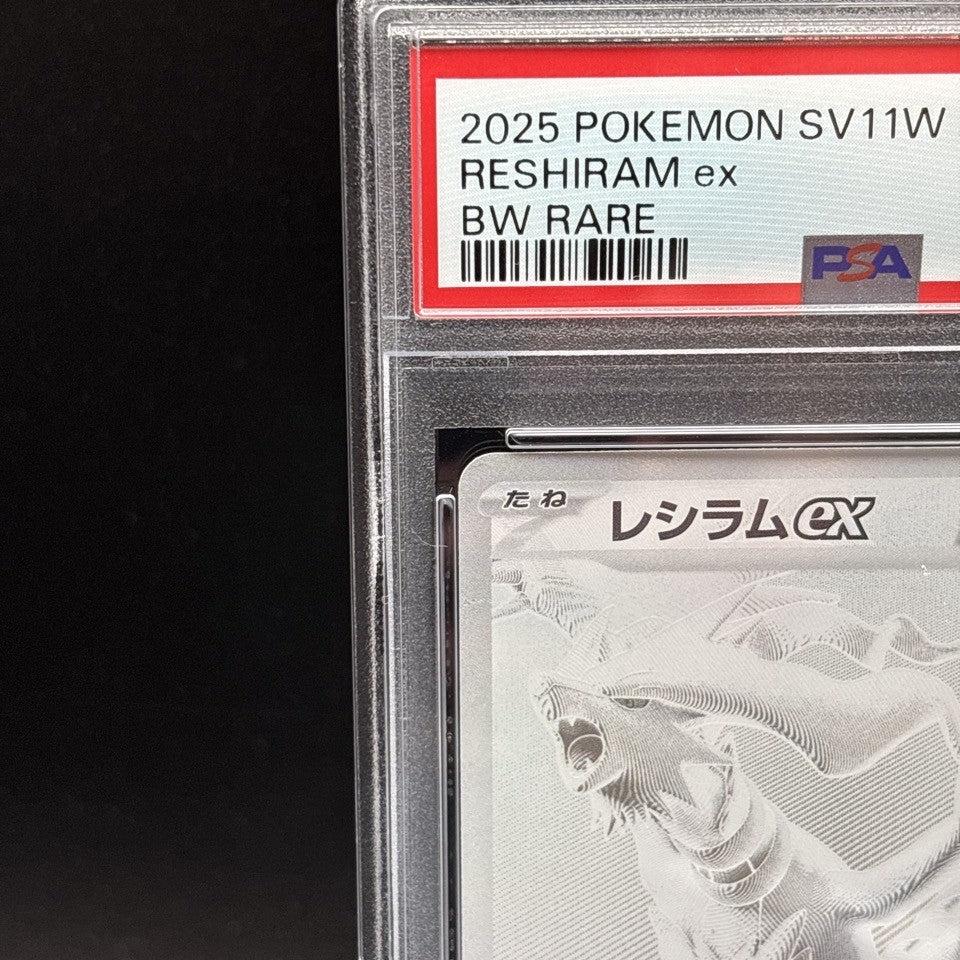 2025 POKEMON SV11W
RESHIRAM ex
BW RARE
PSA
たね レシラムex